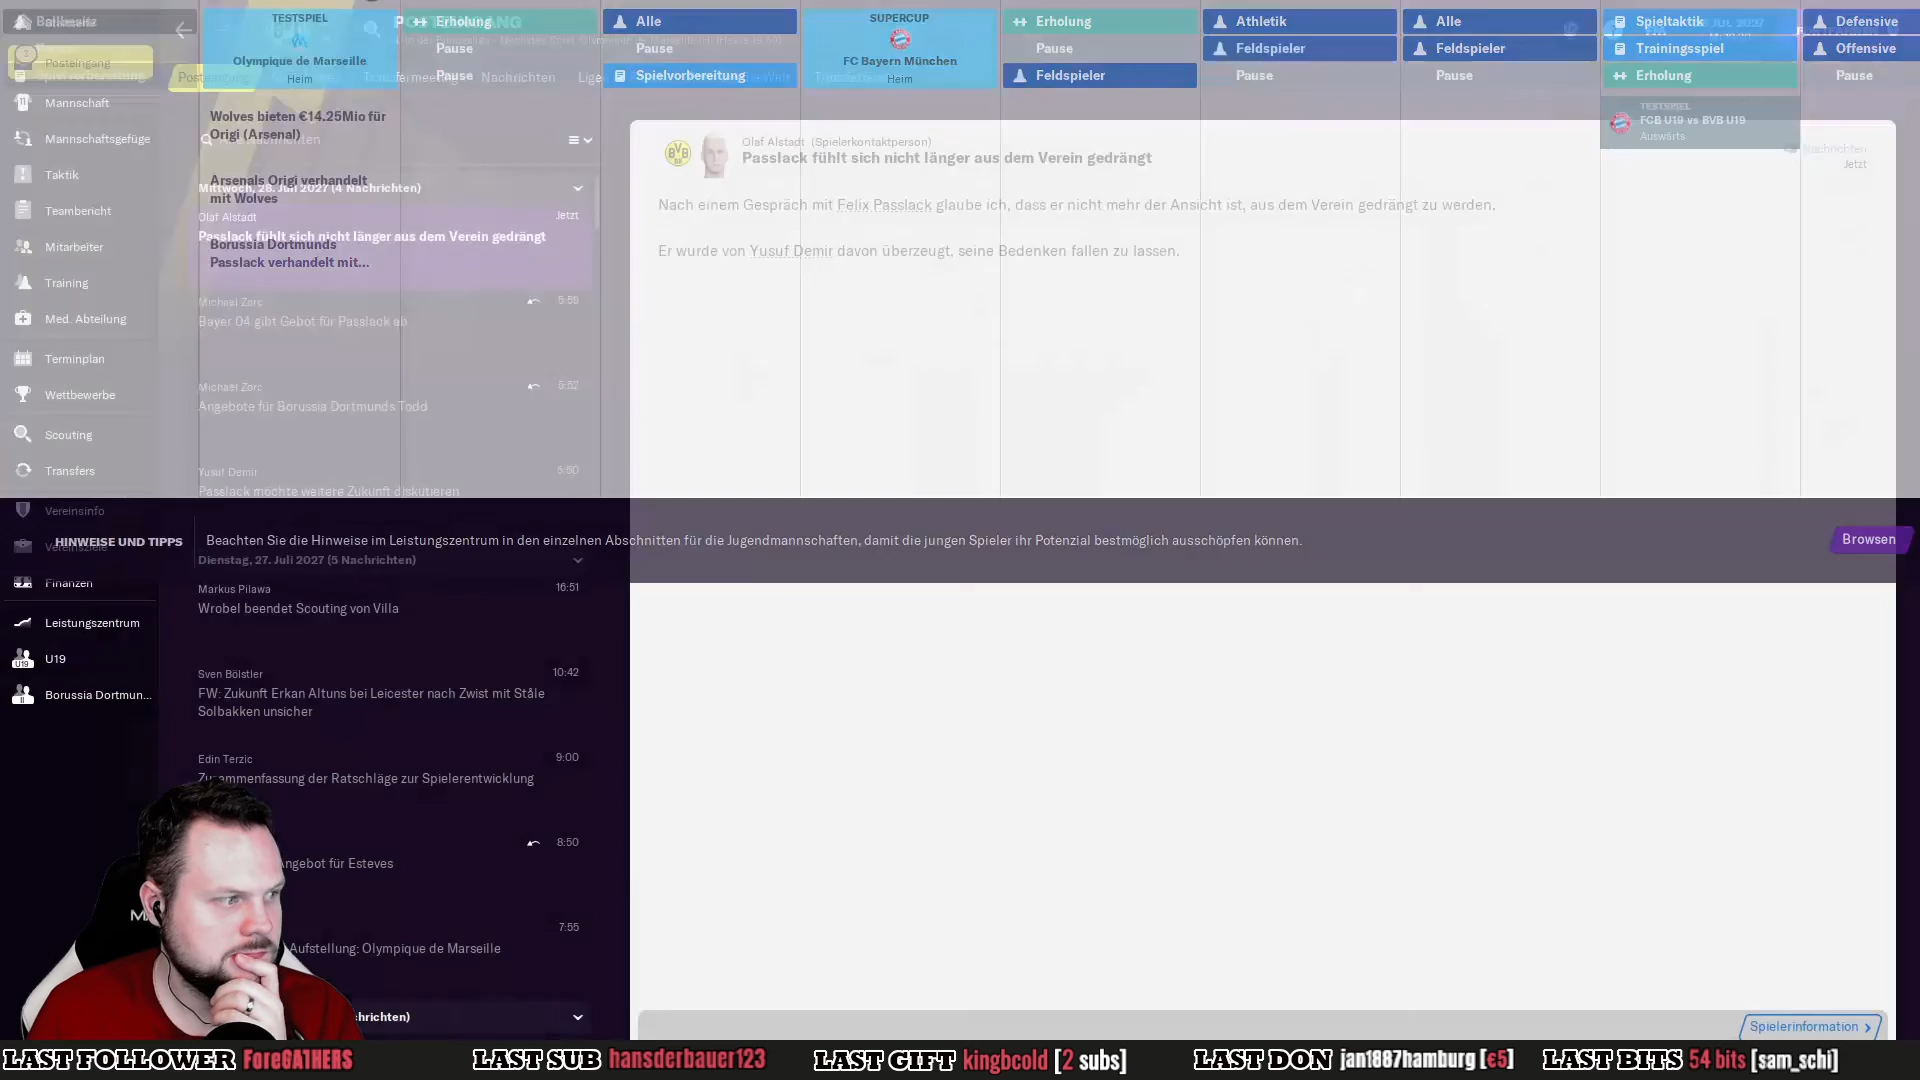 TESTSPIEL
Olympique de Marseille
Heim
Erholung
Pause
Pause
Alle
Pause
Spielvorbereitung
SUPERCUP
FC Bayern München
Heim
Erholung
Pause
Feldspieler
Athletik
Feldspieler
Pause
Alle
Feldspieler
Pause
Spieltaktik
Trainingsspiel
Erholung
TESTSPIEL
FCB U19 vs BVB U19
Auswärts
Defensive
Offensive
Pause
Posteingang
Mannschaft
Mannschaftsgefüge
Taktik
Teambericht
Mitarbeiter
Training
Med. Abteilung
Terminplan
Wettbewerbe
Scouting
Transfers
Vereinsinfo
Vereinsziele
Finanzen
Leistungszentrum
U19
Borussia Dortmun...
Posteingang
Nachrichten
Wolves bieten €14.25Mio für
Origi (Arsenal)
Arsenals Origi verhandelt
mit Wolves
Borussia Dortmunds
Passlack verhandelt mit...
Mittwoch, 28. Juli 2027 (4 Nachrichten)
Olaf Alstadt
Jetzt
Passlack fühlt sich nicht länger aus dem Verein gedrängt
Michael Zorc
5:55
Bayer 04 gibt Gebot für Passlack ab
Michael Zorc
5:52
Angebote für Borussia Dortmunds Todd
Yusuf Demir
5:50
Passlack möchte weitere Zukunft diskutieren
HINWEISE UND TIPPS
Beachten Sie die Hinweise im Leistungszentrum in den einzelnen Abschnitten für die Jugendmannschaften, damit die jungen Spieler ihr Potenzial bestmöglich ausschöpfen können.
Browsen
Dienstag, 27. Juli 2027 (5 Nachrichten)
Markus Pilawa
16:51
Wrobel beendet Scouting von Villa
Sven Bölstler
10:42
FW: Zukunft Erkan Altuns bei Leicester nach Zwist mit Ståle
Solbakken unsicher
Edin Terzic
9:00
Zusammenfassung der Ratschläge zur Spielerentwicklung
8:50
Angebot für Esteves
7:55
Aufstellung: Olympique de Marseille
chrichten)
Olaf Alstadt (Spielerkontaktperson)
Passlack fühlt sich nicht länger aus dem Verein gedrängt
Nachrichten
Jetzt
Nach einem Gespräch mit Felix Passlack glaube ich, dass er nicht mehr der Ansicht ist, aus dem Verein gedrängt zu werden.
Er wurde von Yusuf Demir davon überzeugt, seine Bedenken fallen zu lassen.
Spielerinformation
LAST FOLLOWER ForeGATHERS
LAST SUB hansderbauer123
LAST GIFT kingbcold [2 subs]
LAST DON jan1887hamburg [€5]
LAST BITS 54 bits [sam_schi]